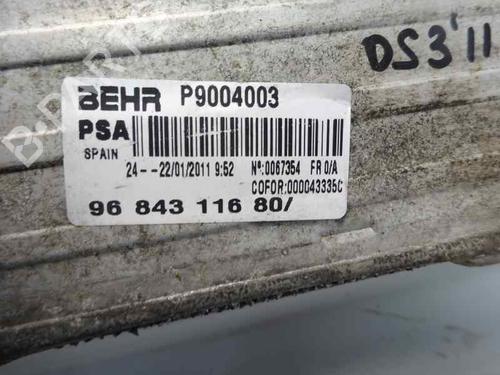 DS3'11
BEHR P9004003
PSA
SPAIN 24 - -22/01/2011 9:52 Nº:0067354 FR 0/A
COFOR:000043335C
96 843 116 80/